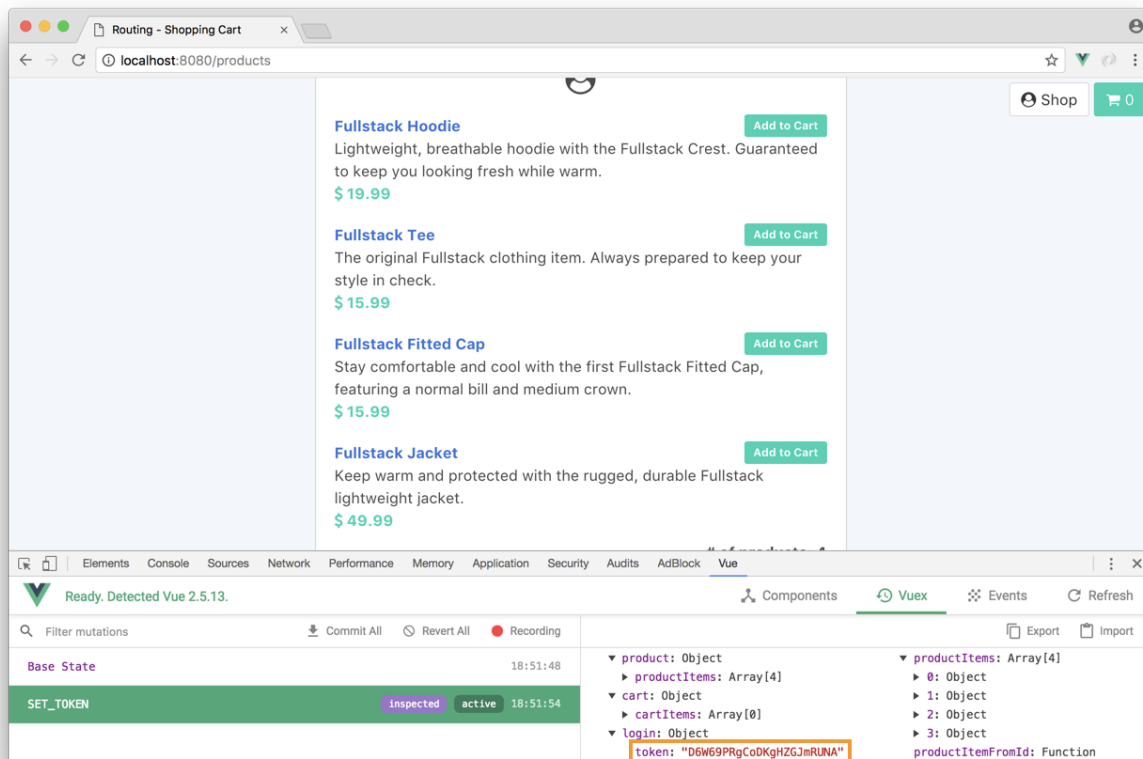 Routing - Shopping Cart
localhost:8080/products
Shop
0
Fullstack Hoodie
Add to Cart
Lightweight, breathable hoodie with the Fullstack Crest. Guaranteed
to keep you looking fresh while warm.
$ 19.99
Fullstack Tee
Add to Cart
The original Fullstack clothing item. Always prepared to keep your
style in check.
$ 15.99
Fullstack Fitted Cap
Add to Cart
Stay comfortable and cool with the first Fullstack Fitted Cap,
featuring a normal bill and medium crown.
$ 15.99
Fullstack Jacket
Add to Cart
Keep warm and protected with the rugged, durable Fullstack
lightweight jacket.
$ 49.99
# of products: 4
Elements Console Sources Network Performance Memory Application Security Audits AdBlock Vue
Ready. Detected Vue 2.5.13.
Components Vuex Events Refresh
Filter mutations Commit All Revert All Recording
Export Import
Base State 18:51:48
SET_TOKEN inspected active 18:51:54
product: Object
productItems: Array[4]
cart: Object
cartItems: Array[0]
login: Object
token: "D6W69PRgCoDKgHZGJmRUNA"
productItems: Array[4]
0: Object
1: Object
2: Object
3: Object
productItemFromId: Function